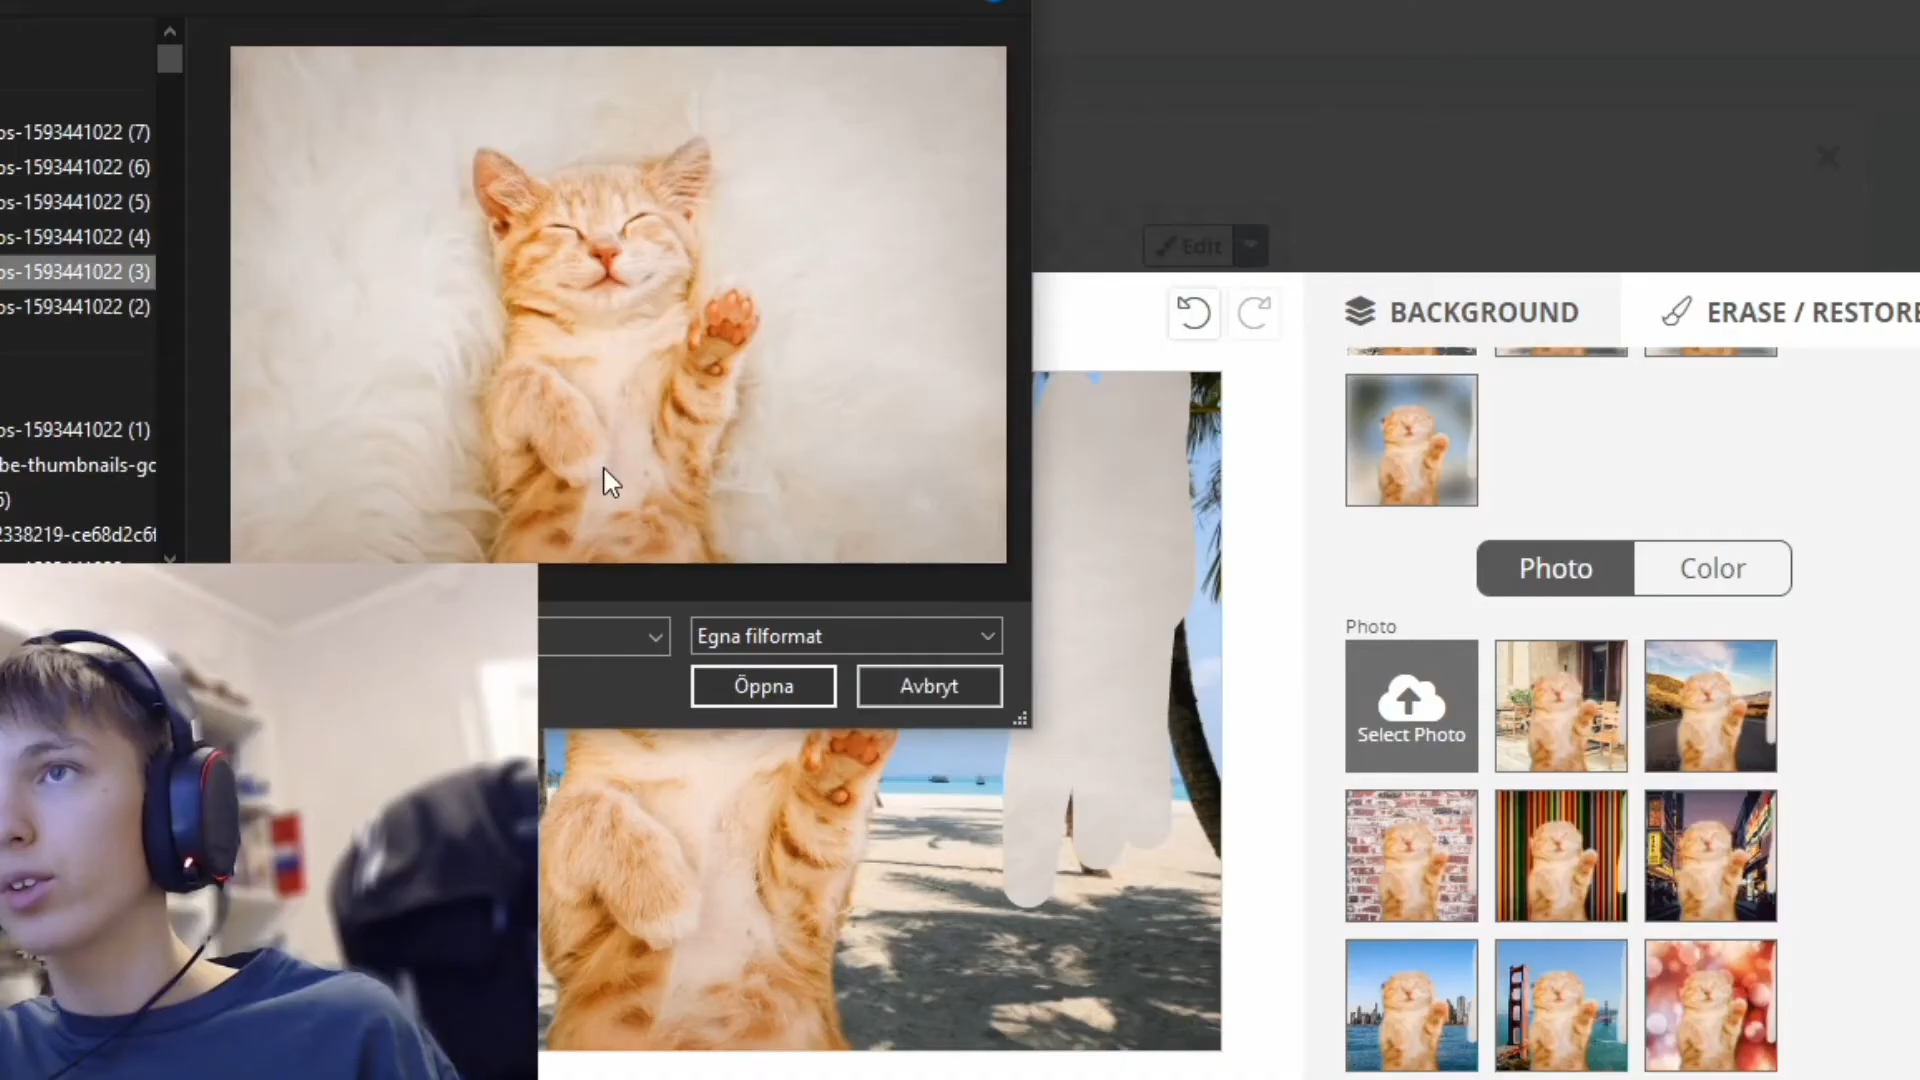 os-1593441022 (7)
os-1593441022 (6)
os-1593441022 (5)
os-1593441022 (4)
os-1593441022 (3)
os-1593441022 (2)
os-1593441022 (1)
be-thumbnails-gc
5)
2338219-ce68d2c6f
Egna filformat
Öppna
Avbryt
Edit
BACKGROUND
ERASE / RESTORE
Photo
Color
Photo
Select Photo